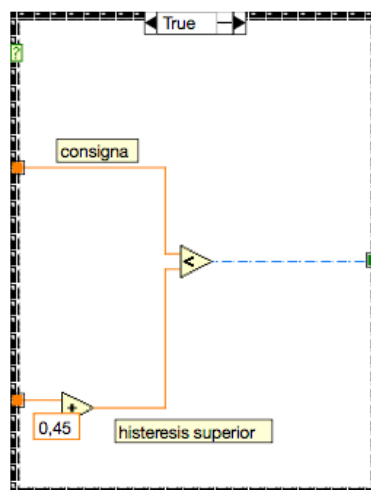 True
?
consigna
<
+
0,45
histeresis superior